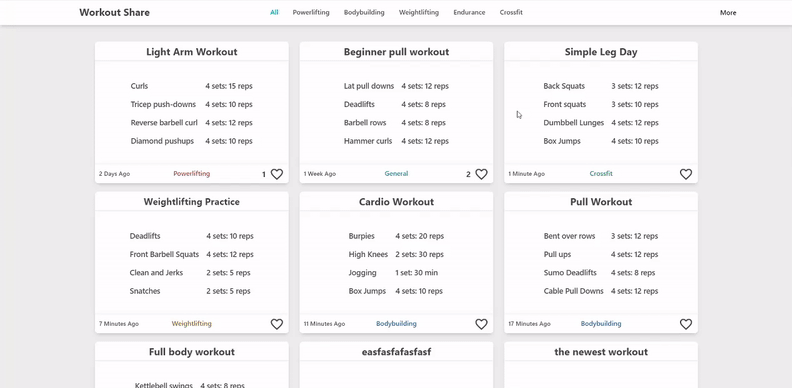 Workout Share All Powerlifting Bodybuilding Weightlifting Endurance Crossfit More
Light Arm Workout
Curls 4 sets: 15 reps
Tricep push-downs 4 sets: 10 reps
Reverse barbell curl 4 sets: 12 reps
Diamond pushups 4 sets: 10 reps
2 Days Ago Powerlifting 1
Beginner pull workout
Lat pull downs 4 sets: 12 reps
Deadlifts 4 sets: 8 reps
Barbell rows 4 sets: 8 reps
Hammer curls 4 sets: 12 reps
1 Week Ago General 2
Simple Leg Day
Back Squats 3 sets: 12 reps
Front squats 3 sets: 10 reps
Dumbbell Lunges 4 sets: 12 reps
Box Jumps 4 sets: 10 reps
1 Minute Ago Crossfit
Weightlifting Practice
Deadlifts 4 sets: 10 reps
Front Barbell Squats 4 sets: 12 reps
Clean and Jerks 2 sets: 5 reps
Snatches 2 sets: 5 reps
7 Minutes Ago Weightlifting
Cardio Workout
Burpies 4 sets: 20 reps
High Knees 2 sets: 30 reps
Jogging 1 set: 30 min
Box Jumps 4 sets: 10 reps
11 Minutes Ago Bodybuilding
Pull Workout
Bent over rows 3 sets: 12 reps
Pull ups 4 sets: 12 reps
Sumo Deadlifts 4 sets: 8 reps
Cable Pull Downs 4 sets: 12 reps
17 Minutes Ago Bodybuilding
Full body workout
Kettlebell swings 4 sets: 8 reps
easfasfafasfasf
the newest workout